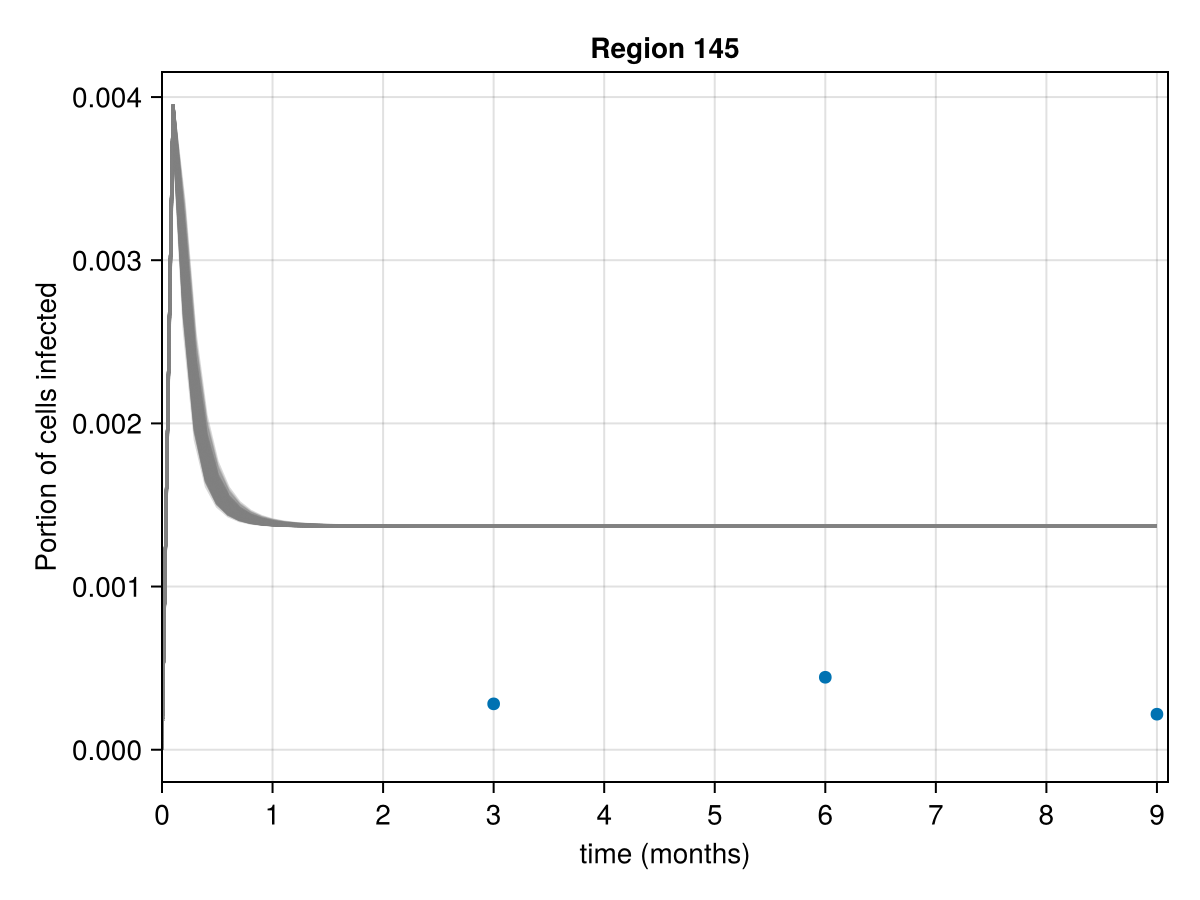 Region 145
0.004
0.003
0.002
0.001
0.000
Portion of cells infected
0 1 2 3 4 5 6 7 8 9
time (months)